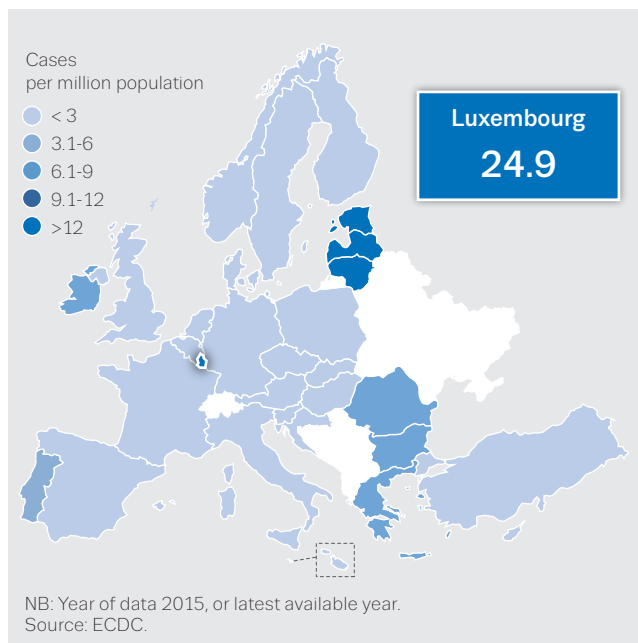 Cases
per million population
< 3
3.1-6
6.1-9
9.1-12
>12
Luxembourg
24.9
NB: Year of data 2015, or latest available year.
Source: ECDC.